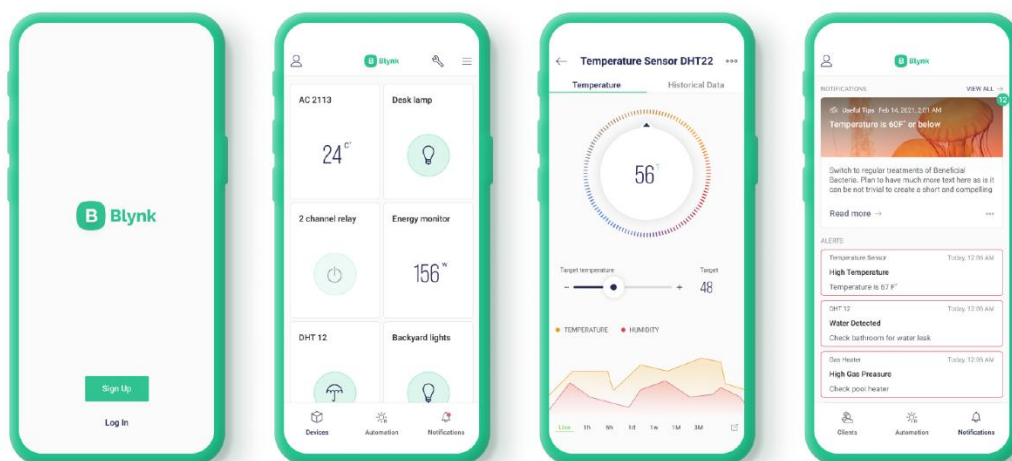 Blynk
Sign Up
Log In
Blynk
AC 2113
Desk lamp
24 C°
2 channel relay
Energy monitor
156 W
DHT 12
Backyard lights
Devices
Automation
Notifications
Temperature Sensor DHT22
Temperature
Historical Data
56
Target temperature
Target
48
TEMPERATURE
HUMIDITY
Live 1h 6h 1d 1w 1M 3M
Blynk
NOTIFICATIONS
VIEW ALL →
12
Useful Tips Feb 14, 2021, 2:01 AM
Temperature is 60F° or below
Switch to regular treatments of Beneficial
Bacteria. Plan to have much more text here as is it
can be not trivial to create a short and compelling
Read more →
ALERTS
Temperature Sensor Today, 12:06 AM
High Temperature
Temperature is 67 F°
DHT 12 Today, 12:06 AM
Water Detected
Check bathroom for water leak
Gas Heater Today, 12:06 AM
High Gas Preasure
Check pool heater
Clients
Automation
Notifications